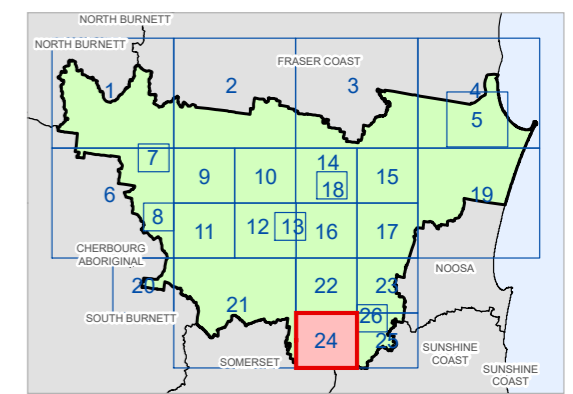 NORTH BURNETT
NORTH BURNETT
FRASER COAST
1
2
3
4
5
7
6
9
10
14
18
15
19
8
11
12
13
16
17
CHERBOURG
ABORIGINAL
NOOSA
20
21
22
23
SOUTH BURNETT
26
24
25
SOMERSET
SUNSHINE
COAST
SUNSHINE
COAST